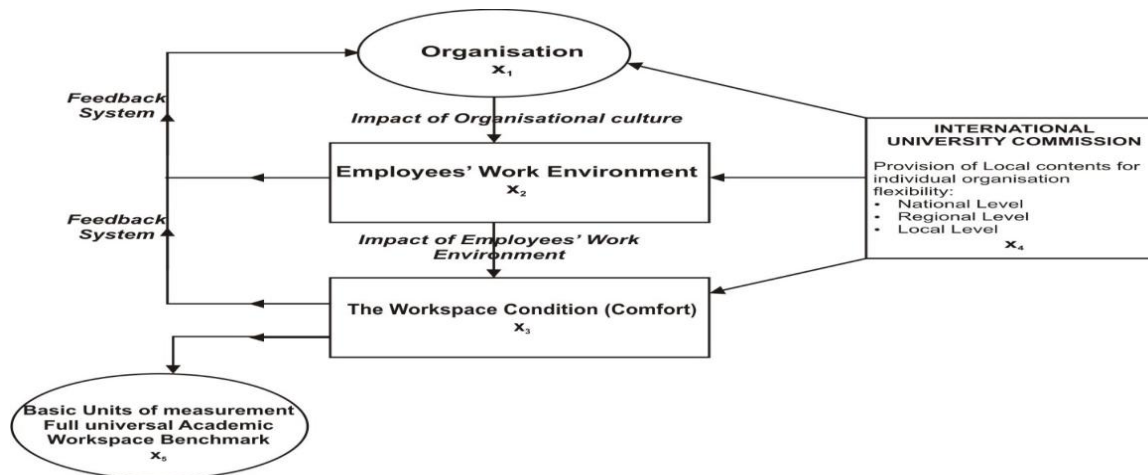 Organisation
x₁
Feedback
System
Impact of Organisational culture
INTERNATIONAL
UNIVERSITY COMMISSION
Provision of Local contents for
individual organisation
flexibility:
• National Level
• Regional Level
• Local Level
x₄
Employees' Work Environment
x₂
Feedback
System
Impact of Employees' Work
Environment
The Workspace Condition (Comfort)
x₃
Basic Units of measurement
Full universal Academic
Workspace Benchmark
x₅